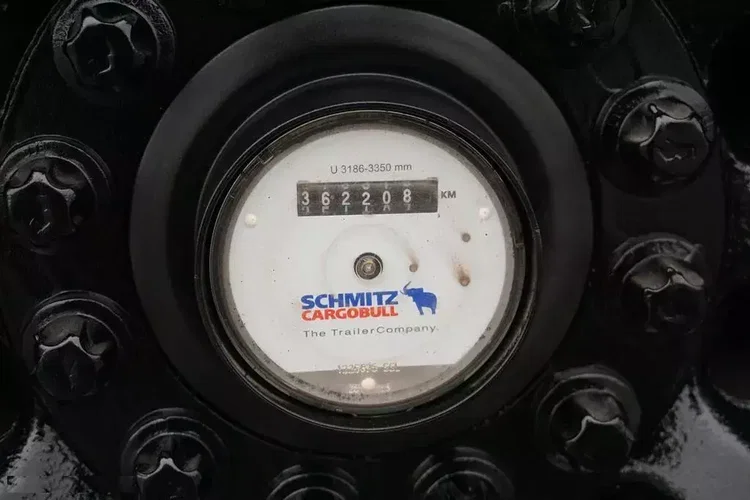 U 3186-3350 mm
362208 KM
SCHMITZ
CARGOBULL
The TrailerCompany.